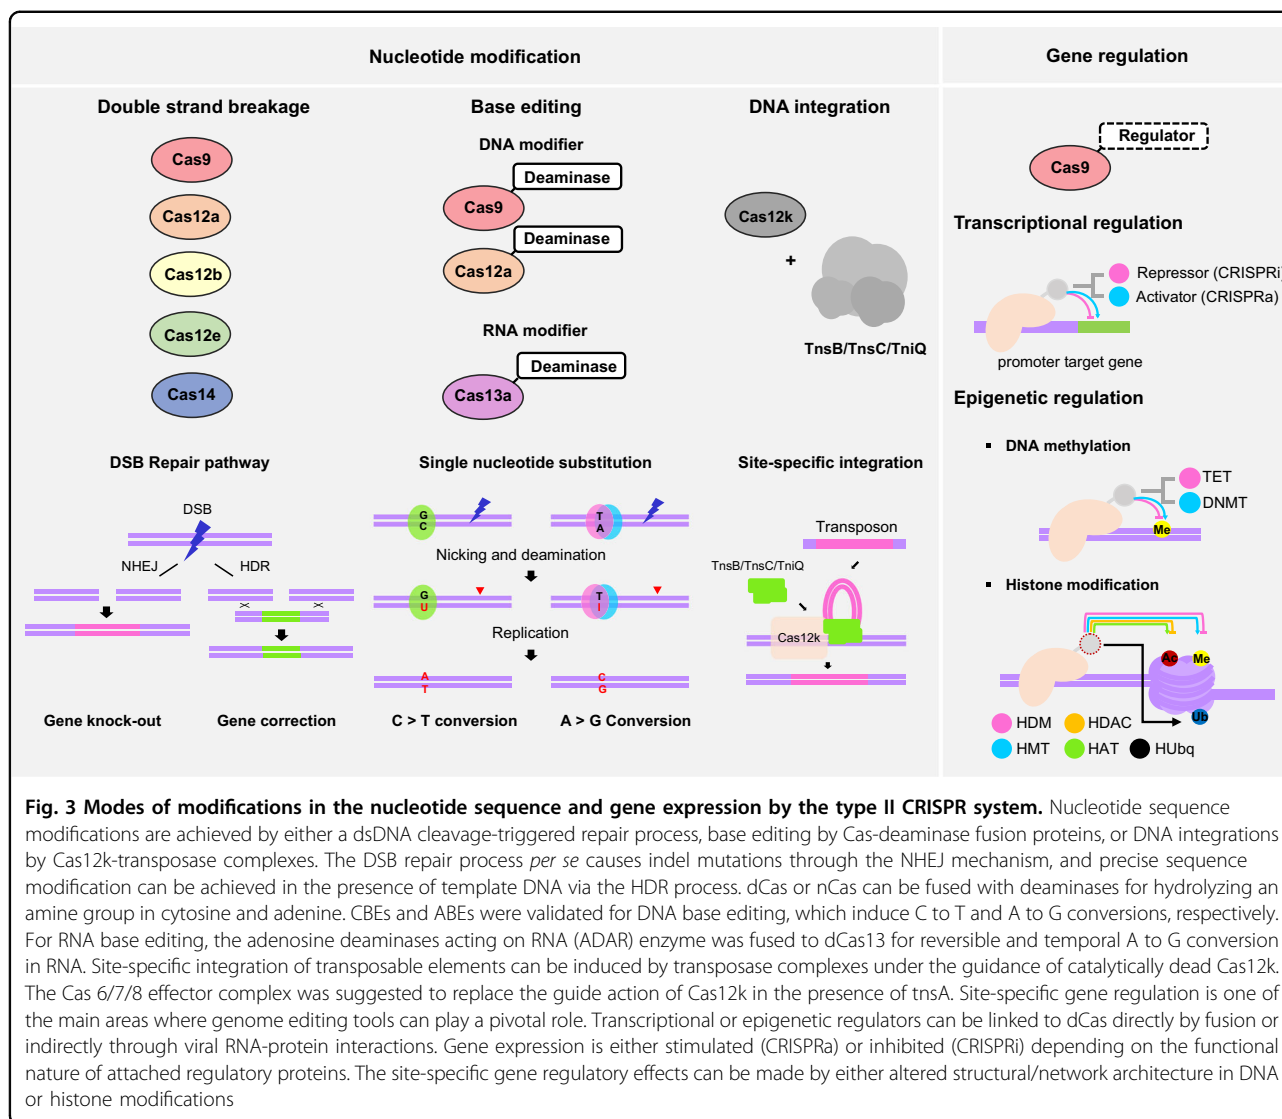 Nucleotide modification
Gene regulation
Double strand breakage
Cas9
Cas12a
Cas12b
Cas12e
Cas14
Base editing
DNA modifier
Deaminase
Cas9
Deaminase
Cas12a
RNA modifier
Deaminase
Cas13a
DNA integration
Cas12k
+
TnsB/TnsC/TniQ
Regulator
Cas9
Transcriptional regulation
Repressor (CRISPRi)
Activator (CRISPRa)
promoter target gene
Epigenetic regulation
▪ DNA methylation
TET
DNMT
Me
▪ Histone modification
Ac
Me
Ub
HDM
HDAC
HMT
HAT
HUbq
DSB Repair pathway
DSB
NHEJ
HDR
Gene knock-out
Gene correction
Single nucleotide substitution
G
C
T
A
Nicking and deamination
G
U
T
I
Replication
A
T
C
G
C > T conversion
A > G Conversion
Site-specific integration
Transposon
TnsB/TnsC/TniQ
Cas12k
Fig. 3 Modes of modifications in the nucleotide sequence and gene expression by the type II CRISPR system. Nucleotide sequence
modifications are achieved by either a dsDNA cleavage-triggered repair process, base editing by Cas-deaminase fusion proteins, or DNA integrations
by Cas12k-transposase complexes. The DSB repair process per se causes indel mutations through the NHEJ mechanism, and precise sequence
modification can be achieved in the presence of template DNA via the HDR process. dCas or nCas can be fused with deaminases for hydrolyzing an
amine group in cytosine and adenine. CBEs and ABEs were validated for DNA base editing, which induce C to T and A to G conversions, respectively.
For RNA base editing, the adenosine deaminases acting on RNA (ADAR) enzyme was fused to dCas13 for reversible and temporal A to G conversion
in RNA. Site-specific integration of transposable elements can be induced by transposase complexes under the guidance of catalytically dead Cas12k.
The Cas 6/7/8 effector complex was suggested to replace the guide action of Cas12k in the presence of tnsA. Site-specific gene regulation is one of
the main areas where genome editing tools can play a pivotal role. Transcriptional or epigenetic regulators can be linked to dCas directly by fusion or
indirectly through viral RNA-protein interactions. Gene expression is either stimulated (CRISPRa) or inhibited (CRISPRi) depending on the functional
nature of attached regulatory proteins. The site-specific gene regulatory effects can be made by either altered structural/network architecture in DNA
or histone modifications